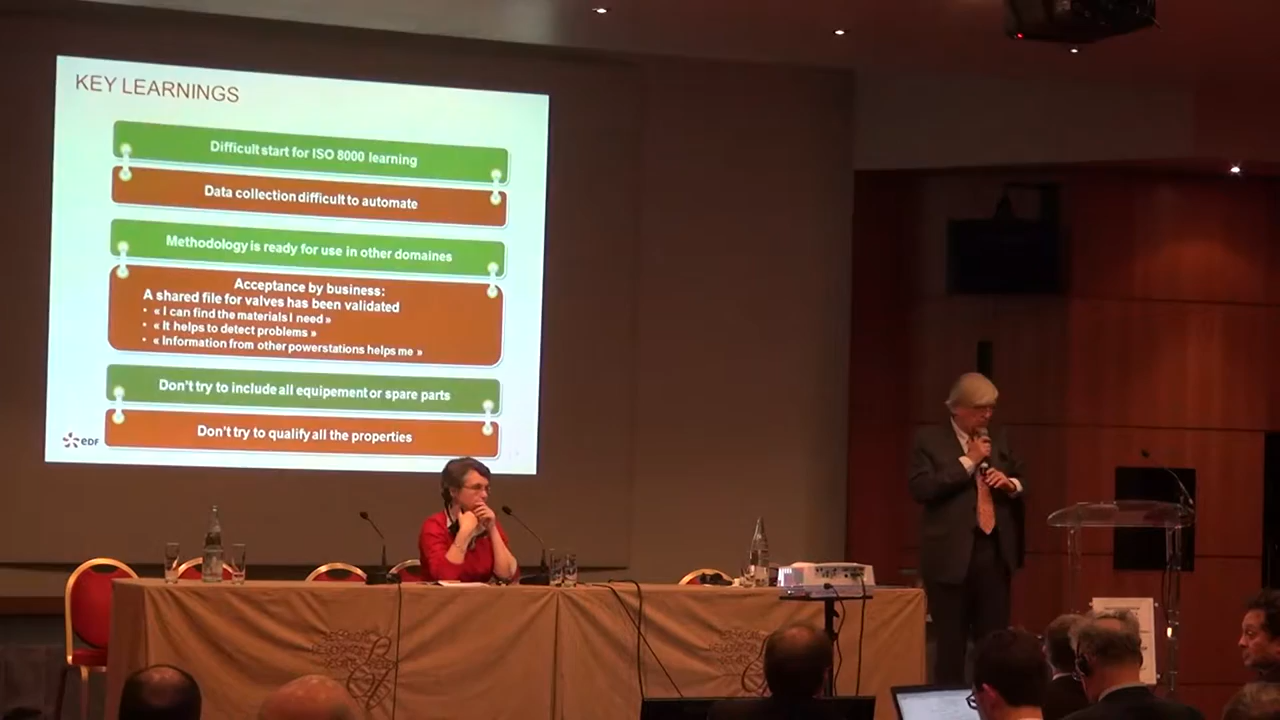 KEY LEARNINGS
Difficult start for ISO 8000 learning
Data collection difficult to automate
Methodology is ready for use in other domaines
Acceptance by business:
A shared file for valves has been validated
• « I can find the materials I need »
• « It helps to detect problems »
• « Information from other powerstations helps me »
Don't try to include all equipement or spare parts
Don't try to qualify all the properties
eDF